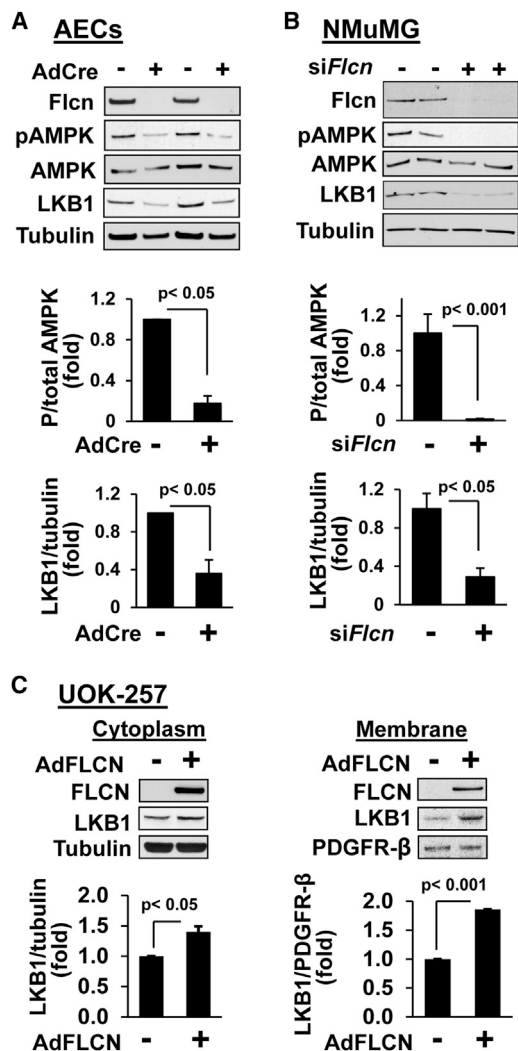 A AECs
AdCre - + - +
Flcn
pAMPK
AMPK
LKB1
Tubulin
P/total AMPK
(fold)
1.2
0.8
0.4
0
p< 0.05
AdCre - +
LKB1/tubulin
(fold)
1.2
0.8
0.4
0
p< 0.05
AdCre - +
B NMuMG
siFlcn - - + +
Flcn
pAMPK
AMPK
LKB1
Tubulin
P/total AMPK
(fold)
1.2
0.8
0.4
0
p< 0.001
siFlcn - +
LKB1/tubulin
(fold)
1.2
0.8
0.4
0
p< 0.05
siFlcn - +
C UOK-257
Cytoplasm
AdFLCN - +
FLCN
LKB1
Tubulin
LKB1/tubulin
(fold)
2.0
1.5
1.0
0.5
0.0
p< 0.05
AdFLCN - +
Membrane
AdFLCN - +
FLCN
LKB1
PDGFR-β
LKB1/PDGFR-β
(fold)
2.0
1.5
1.0
0.5
0.0
p< 0.001
AdFLCN - +